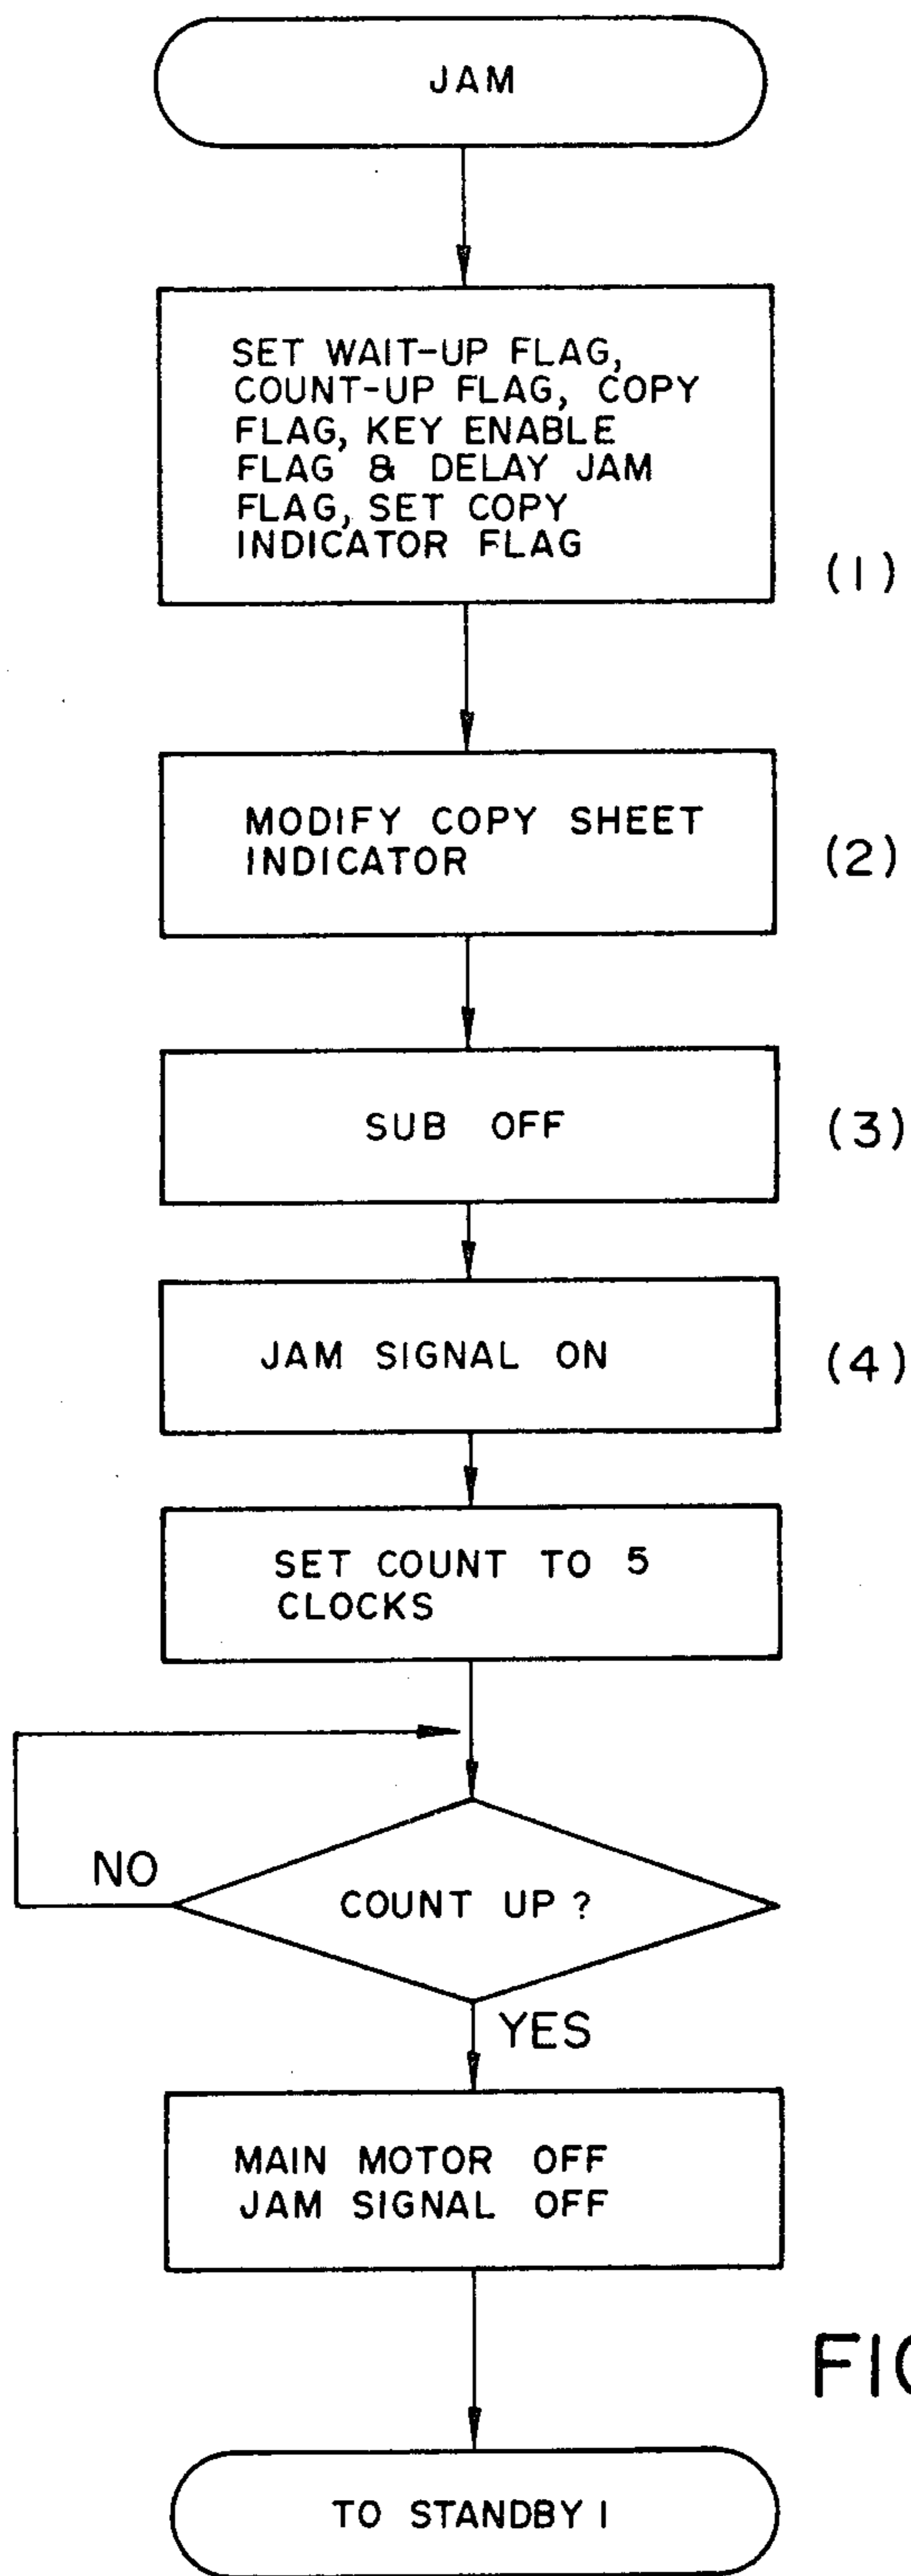 JAM
SET WAIT-UP FLAG,
COUNT-UP FLAG, COPY
FLAG, KEY ENABLE
FLAG & DELAY JAM
FLAG, SET COPY
INDICATOR FLAG
(1)
MODIFY COPY SHEET
INDICATOR
(2)
SUB OFF
(3)
JAM SIGNAL ON
(4)
SET COUNT TO 5
CLOCKS
NO
COUNT UP ?
YES
MAIN MOTOR OFF
JAM SIGNAL OFF
TO STANDBY 1